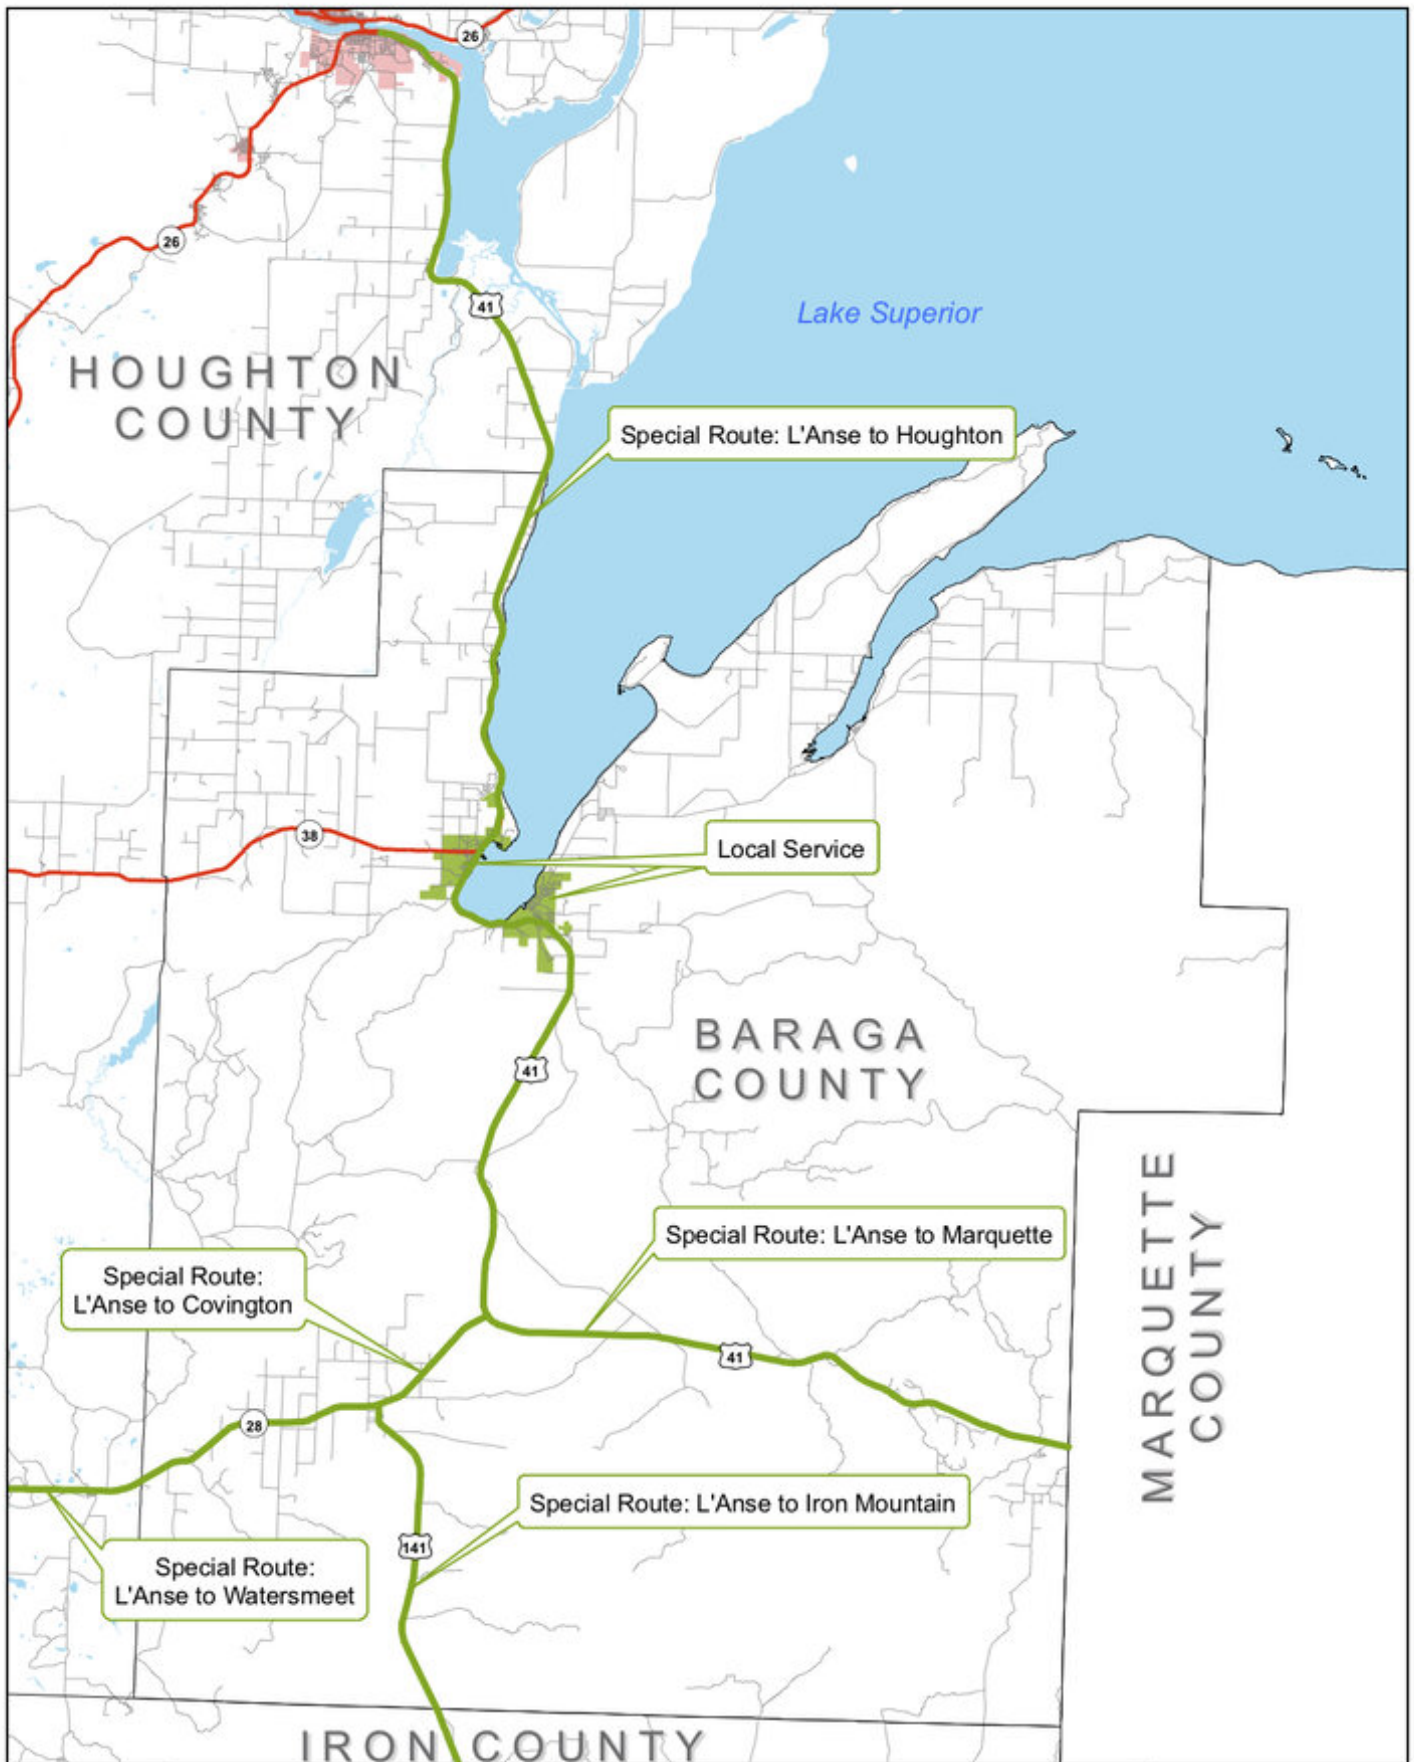 26
26
41
Lake Superior
HOUGHTON
COUNTY
Special Route: L'Anse to Houghton
38
Local Service
BARAGA
COUNTY
41
MARQUETTE
COUNTY
Special Route: L'Anse to Marquette
Special Route:
L'Anse to Covington
41
28
Special Route: L'Anse to Iron Mountain
141
Special Route:
L'Anse to Watersmeet
IRON COUNTY